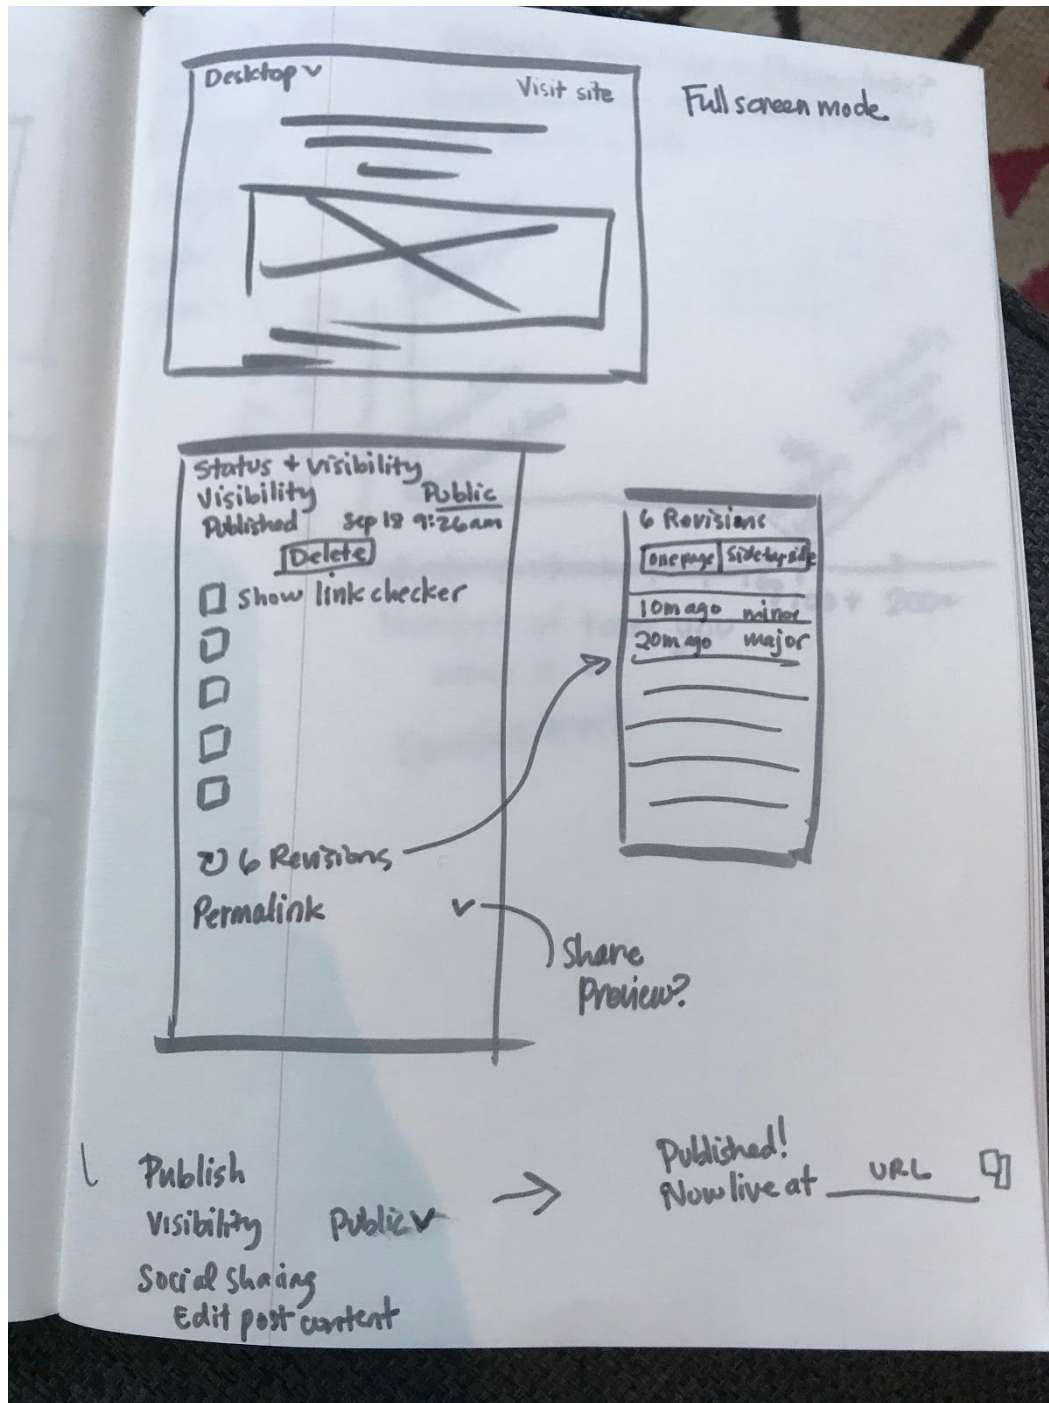 Desktop
Visit site
Full screen mode
Status + visibility
Visibility Public
Published Sep 18 9:26am
Delete
Show link checker
6 Revisions
Permalink
Share
Preview?
6 Revisions
One page Side by side
10m ago minor
20m ago major
Publish
Visibility Public
Social sharing
Edit post content
Published!
Now live at URL